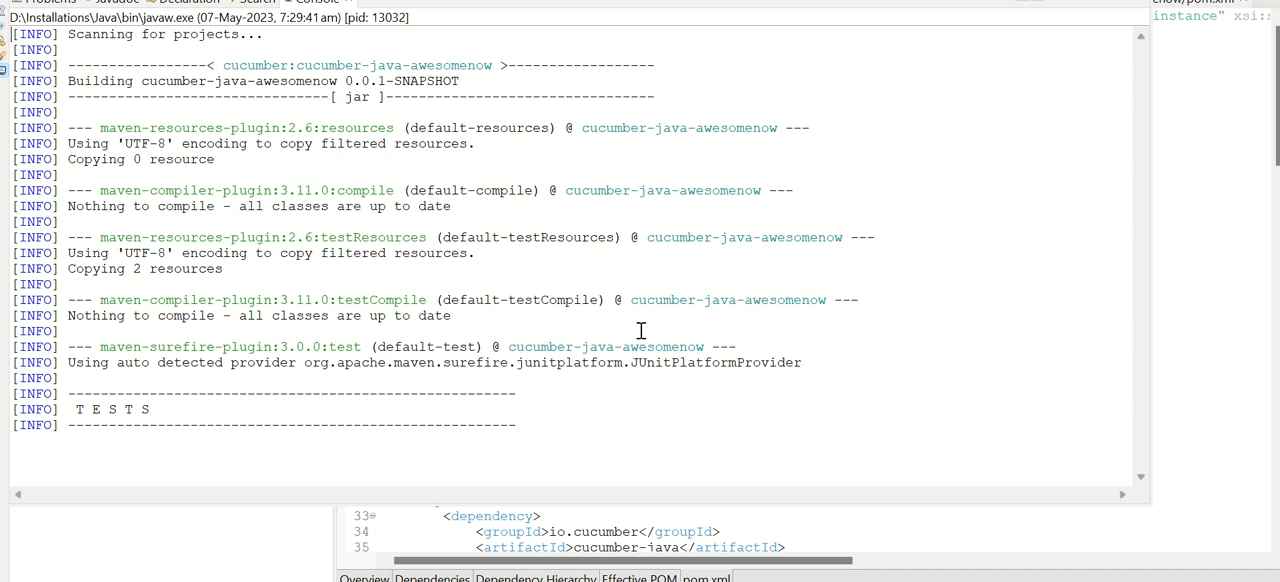 Problems Javadoc Declaration Search Console
D:\Installations\Java\bin\javaw.exe (07-May-2023, 7:29:41 am) [pid: 13032]
instance" xsi:
[INFO] Scanning for projects...
[INFO]
[INFO] -----------------< cucumber:cucumber-java-awesomenow >------------------
[INFO] Building cucumber-java-awesomenow 0.0.1-SNAPSHOT
[INFO] --------------------------------[ jar ]---------------------------------
[INFO]
[INFO] --- maven-resources-plugin:2.6:resources (default-resources) @ cucumber-java-awesomenow ---
[INFO] Using 'UTF-8' encoding to copy filtered resources.
[INFO] Copying 0 resource
[INFO]
[INFO] --- maven-compiler-plugin:3.11.0:compile (default-compile) @ cucumber-java-awesomenow ---
[INFO] Nothing to compile - all classes are up to date
[INFO]
[INFO] --- maven-resources-plugin:2.6:testResources (default-testResources) @ cucumber-java-awesomenow ---
[INFO] Using 'UTF-8' encoding to copy filtered resources.
[INFO] Copying 2 resources
[INFO]
[INFO] --- maven-compiler-plugin:3.11.0:testCompile (default-testCompile) @ cucumber-java-awesomenow ---
[INFO] Nothing to compile - all classes are up to date
[INFO]
[INFO] --- maven-surefire-plugin:3.0.0:test (default-test) @ cucumber-java-awesomenow ---
[INFO] Using auto detected provider org.apache.maven.surefire.junitplatform.JUnitPlatformProvider
[INFO]
[INFO] -------------------------------------------------------
[INFO]  T E S T S
[INFO] -------------------------------------------------------
33 <dependency>
34 <groupId>io.cucumber</groupId>
35 <artifactId>cucumber-java</artifactId>
Overview Dependencies Dependency Hierarchy Effective POM pom.xml